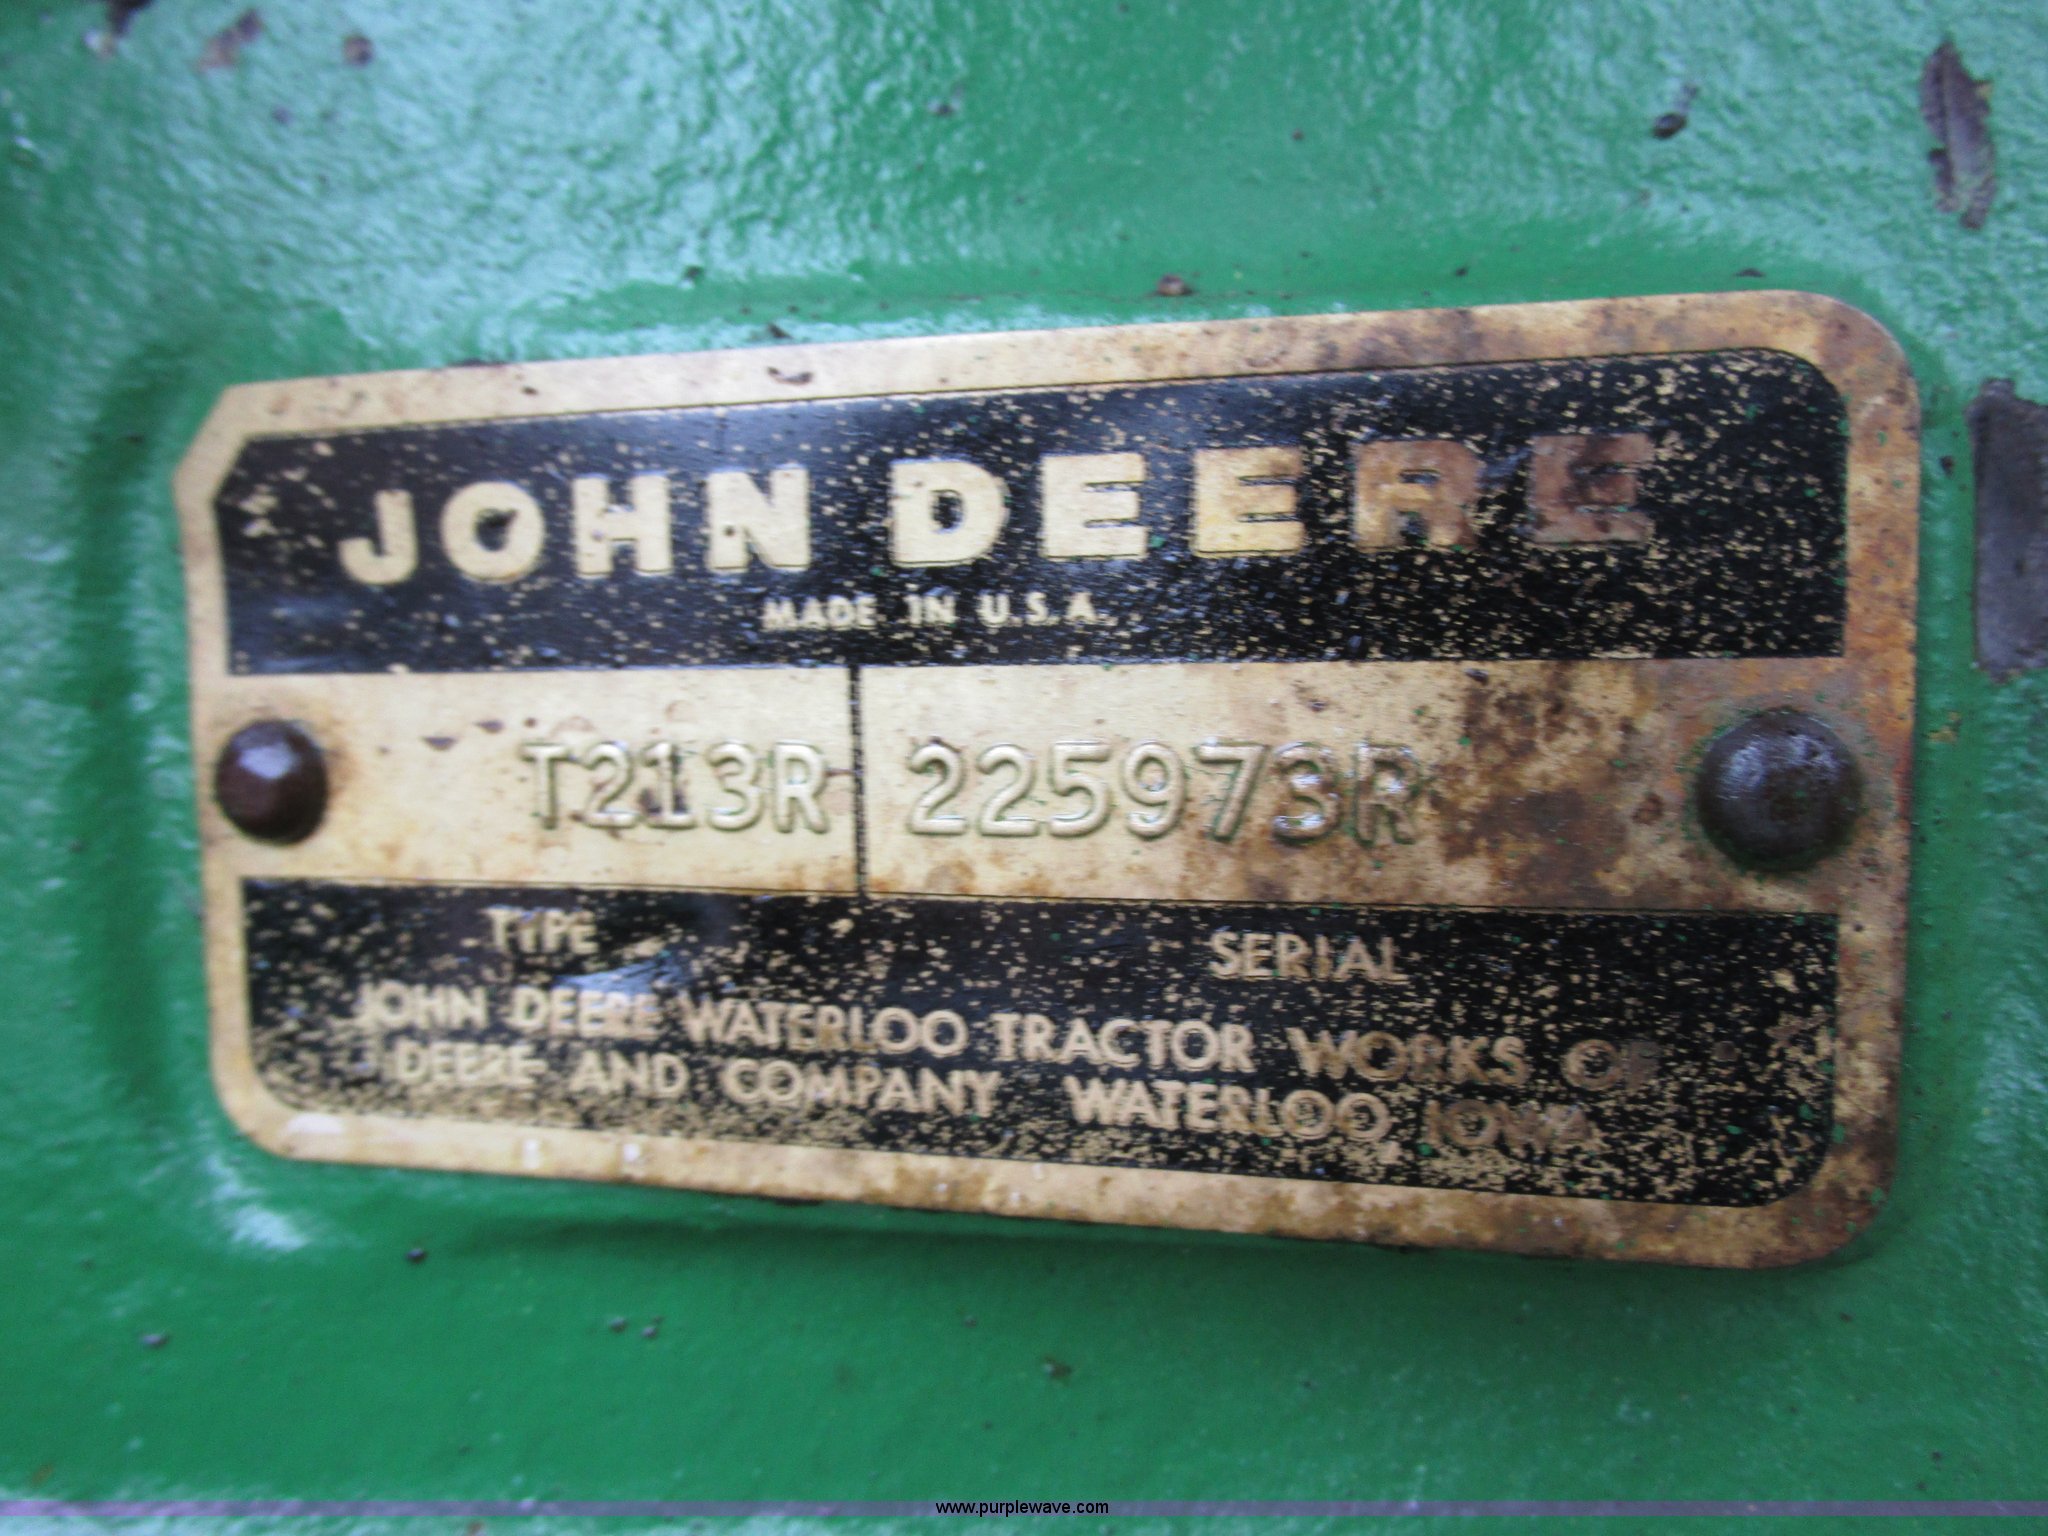 JOHN DEERE
MADE IN U.S.A.
T213R 225973R
TYPE SERIAL
JOHN DEERE WATERLOO TRACTOR WORKS OF
DEERE AND COMPANY WATERLOO IOWA
www.purplewave.com